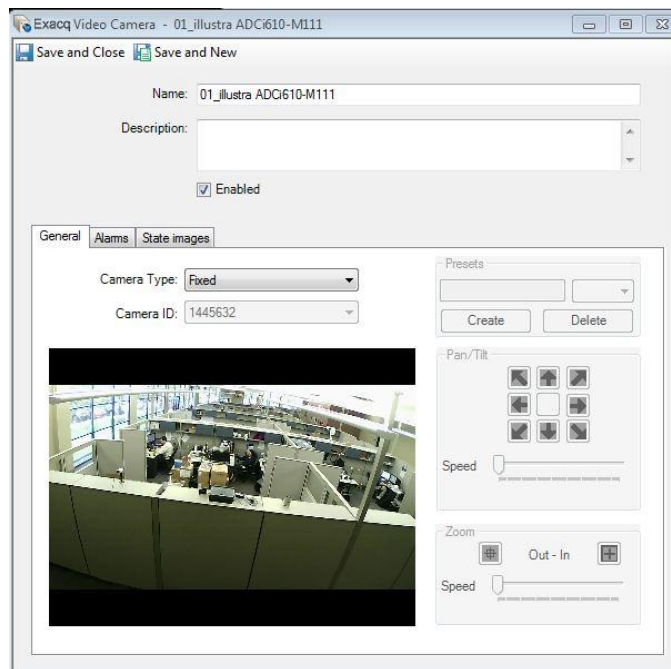 Exacq Video Camera - 01_illustra ADCi610-M111
Save and Close Save and New
Name: 01_illustra ADCi610-M111
Description:
Enabled
General Alarms State images
Camera Type: Fixed
Camera ID: 1445632
Presets
Create Delete
Pan/Tilt
Speed
Zoom
Out - In
Speed